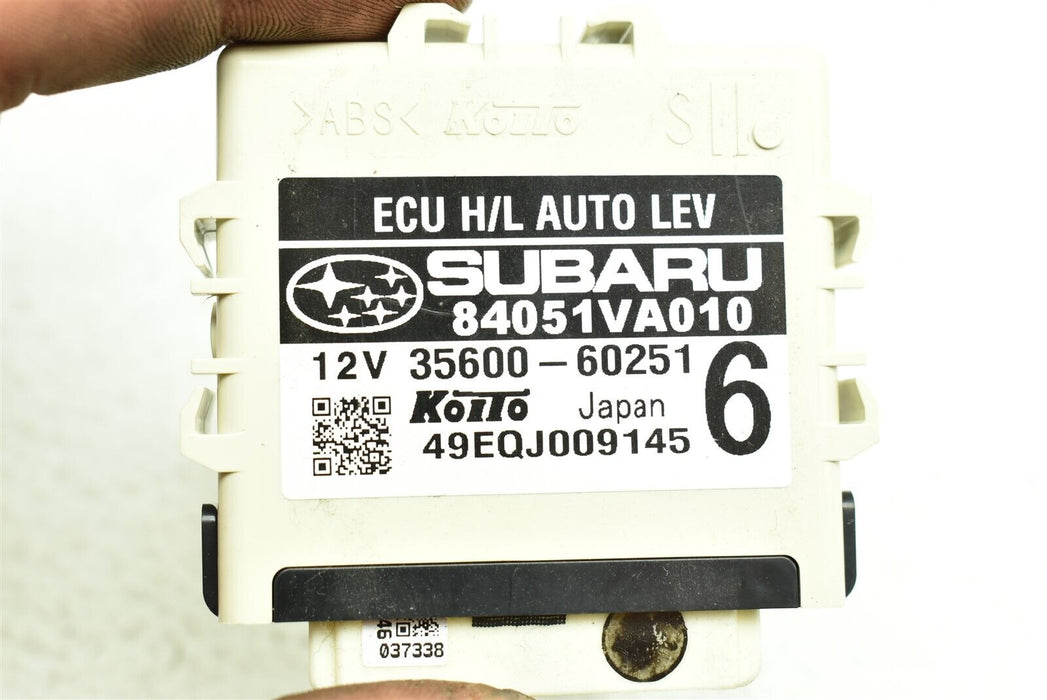 >ABS< KOITO S
ECU H/L AUTO LEV
SUBARU
84051VA010
12V 35600-60251
6
KOITO Japan
49EQJ009145
037338